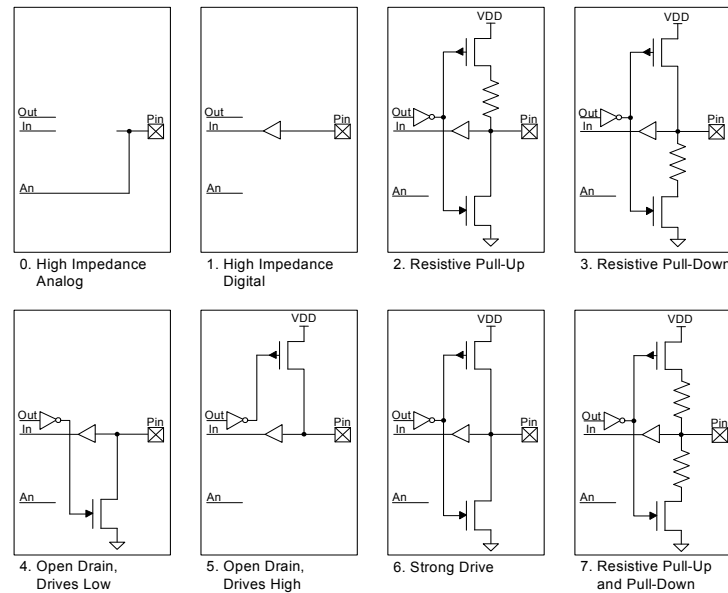 VDD
VDD
Out
In
Pin
Out
In
Pin
Out
In
Pin
Out
In
Pin
An
An
An
An
0. High Impedance
Analog
1. High Impedance
Digital
2. Resistive Pull-Up
3. Resistive Pull-Down
VDD
VDD
VDD
Out
In
Pin
Out
In
Pin
Out
In
Pin
Out
In
Pin
An
An
An
An
4. Open Drain,
Drives Low
5. Open Drain,
Drives High
6. Strong Drive
7. Resistive Pull-Up
and Pull-Down